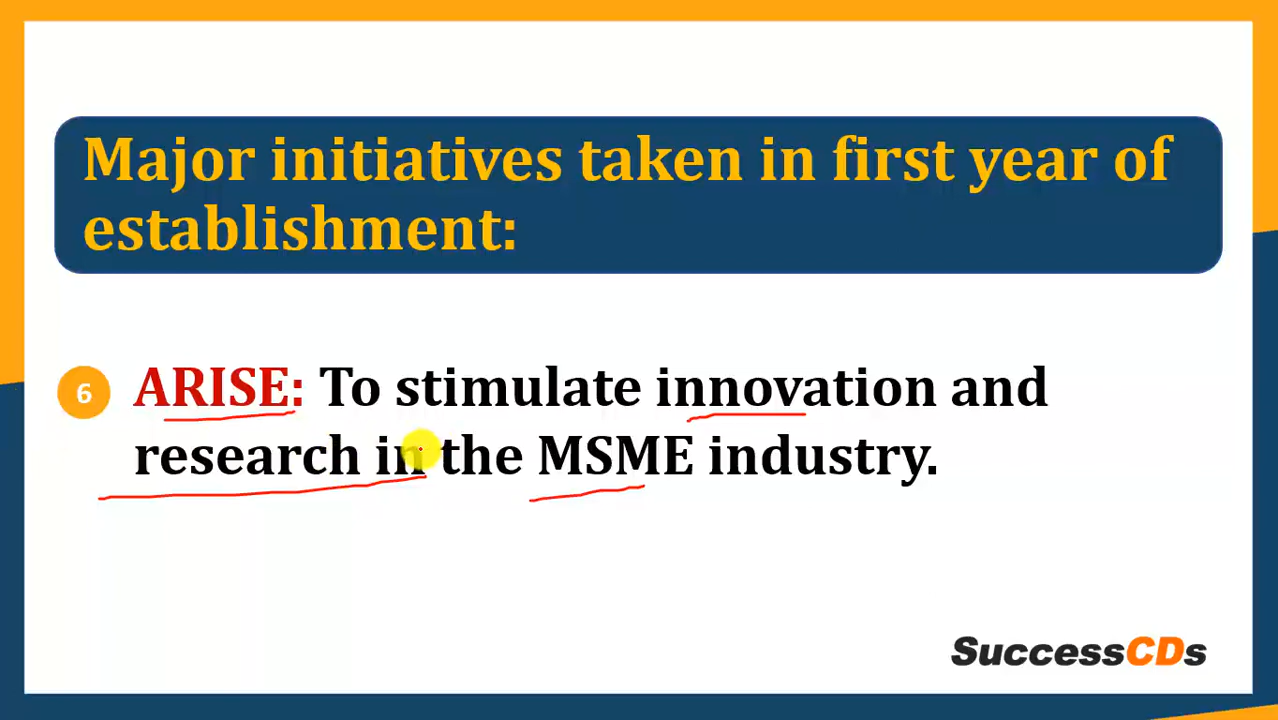 Major initiatives taken in first year of
establishment:
6
ARISE: To stimulate innovation and
research in the MSME industry.
SuccessCDs